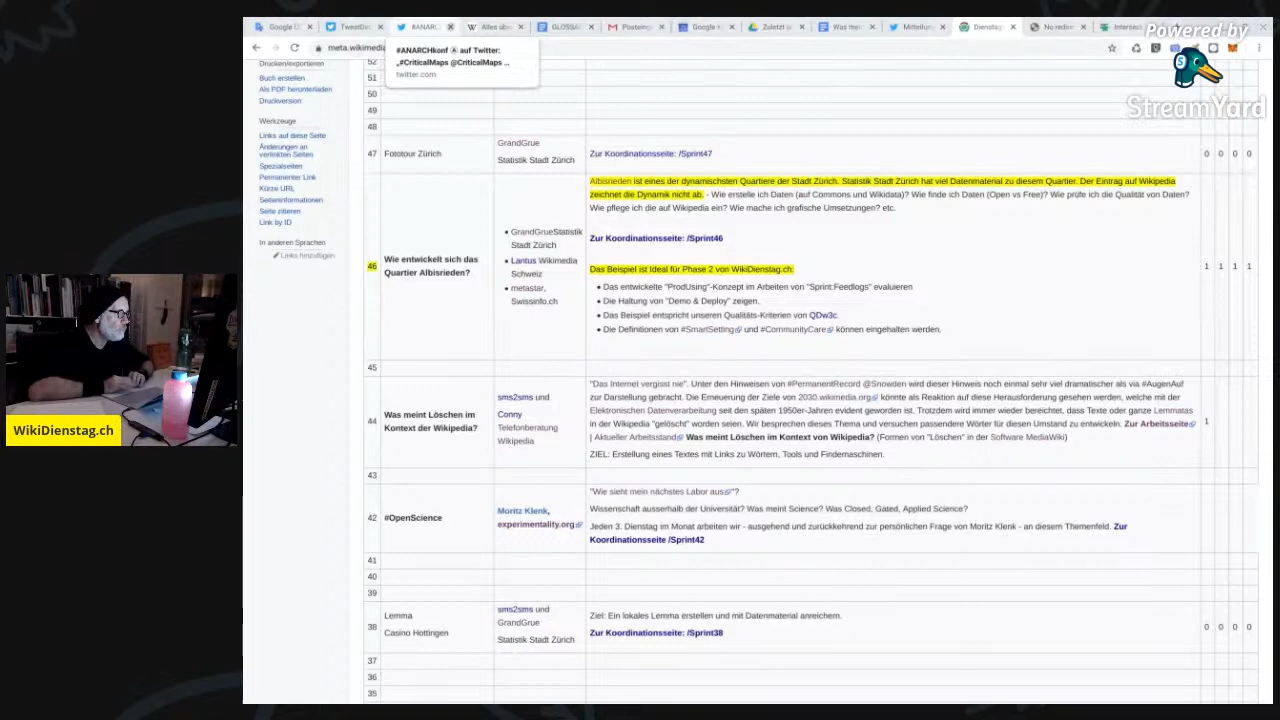 Google D
TweetDe
#ANARC
Alles übe
GLOSSA
Posteing
Google K
Zuletzt
Was mei
Mitteilun
Dienstag
No redire
Interses
Powered by
StreamYard
meta.wikimedia
#ANARCHkonf Ⓐ auf Twitter:
„#CriticalMaps @CriticalMaps ...
twitter.com
Drucken/exportieren
Buch erstellen
Als PDF herunterladen
Druckversion
Werkzeuge
Links auf diese Seite
Änderungen an
verlinkten Seiten
Spezialseiten
Permanenter Link
Kürze URL
Seiteninformationen
Seite zitieren
Link by ID
In anderen Sprachen
Links hinzufügen
WikiDienstag.ch
52
51
50
49
48
47 Fototour Zürich
GrandGrue
Statistik Stadt Zürich
Zur Koordinationsseite: /Sprint47
0 0 0 0
46
Wie entwickelt sich das
Quartier Albisrieden?
GrandGrueStatistik
Stadt Zürich
Lantus Wikimedia
Schweiz
metastar,
Swissinfo.ch
Albisrieden ist eines der dynamischsten Quartiere der Stadt Zürich. Statistik Stadt Zürich hat viel Datenmaterial zu diesem Quartier. Der Eintrag auf Wikipedia
zeichnet die Dynamik nicht ab. - Wie erstelle ich Daten (auf Commons und Wikidata)? Wie finde ich Daten (Open vs Free)? Wie prüfe ich die Qualität von Daten?
Wie pflege ich die auf Wikipedia ein? Wie mache ich grafische Umsetzungen? etc.
Zur Koordinationsseite: /Sprint46
Das Beispiel ist Ideal für Phase 2 von WikiDienstag.ch:
Das entwickelte "ProdUsing"-Konzept im Arbeiten von "Sprint:Feedlogs" evaluieren
Die Haltung von "Demo & Deploy" zeigen.
Das Beispiel entspricht unseren Qualitäts-Kriterien von QDw3c.
Die Definitionen von #SmartSetting und #CommunityCare können eingehalten werden.
1 1 1 1
45
44
Was meint Löschen im
Kontext der Wikipedia?
sms2sms und
Conny
Telefonberatung
Wikipedia
"Das Internet vergisst nie". Unter den Hinweisen von #PermanentRecord @Snowden wird dieser Hinweis noch einmal sehr viel dramatischer als via #AugenAuf
zur Darstellung gebracht. Die Erneuerung der Ziele von 2030.wikimedia.org könnte als Reaktion auf diese Herausforderung gesehen werden, welche mit der
Elektronischen Datenverarbeitung seit den späten 1950er-Jahren evident geworden ist. Trotzdem wird immer wieder bereichtet, dass Texte oder ganze Lemmatas
in der Wikipedia "gelöscht" worden seien. Wir besprechen dieses Thema und versuchen passendere Wörter für diesen Umstand zu entwickeln. Zur Arbeitsseite
| Aktueller Arbeitsstand Was meint Löschen im Kontext von Wikipedia? (Formen von "Löschen" in der Software MediaWiki)
ZIEL: Erstellung eines Textes mit Links zu Wörtern, Tools und Findemaschinen.
1
43
42
#OpenScience
Moritz Klenk,
experimentality.org
"Wie sieht mein nächstes Labor aus"?
Wissenschaft ausserhalb der Universität? Was meint Science? Was Closed, Gated, Applied Science?
Jeden 3. Dienstag im Monat arbeiten wir - ausgehend und zurückkehrend zur persönlichen Frage von Moritz Klenk - an diesem Themenfeld. Zur
Koordinationsseite /Sprint42
41
40
39
38
Lemma
Casino Hottingen
sms2sms und
GrandGrue
Statistik Stadt Zürich
Ziel: Ein lokales Lemma erstellen und mit Datenmaterial anreichern.
Zur Koordinationsseite: /Sprint38
0 0 0 0
37
36
35